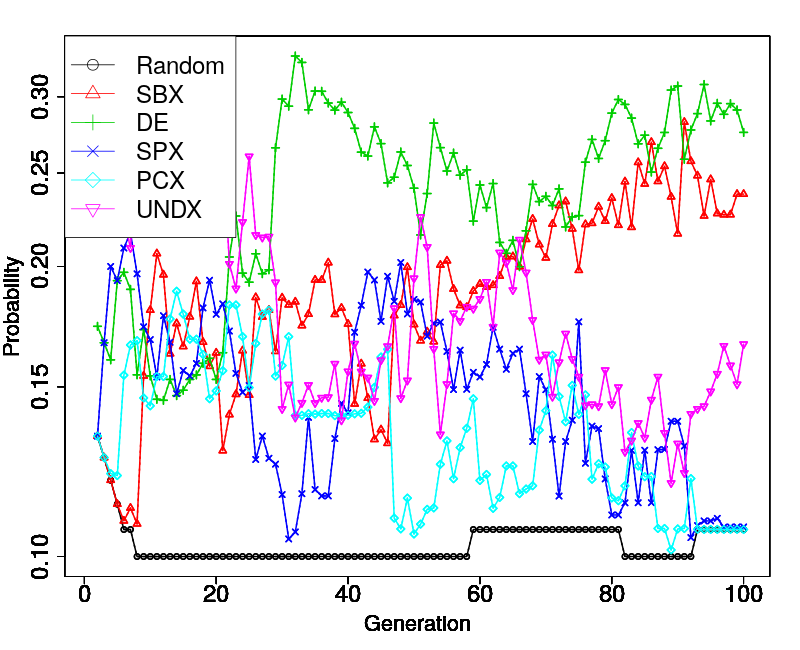 Random
SBX
DE
SPX
PCX
UNDX
0.30
0.25
0.20
0.15
0.10
Probability
0 20 40 60 80 100
Generation